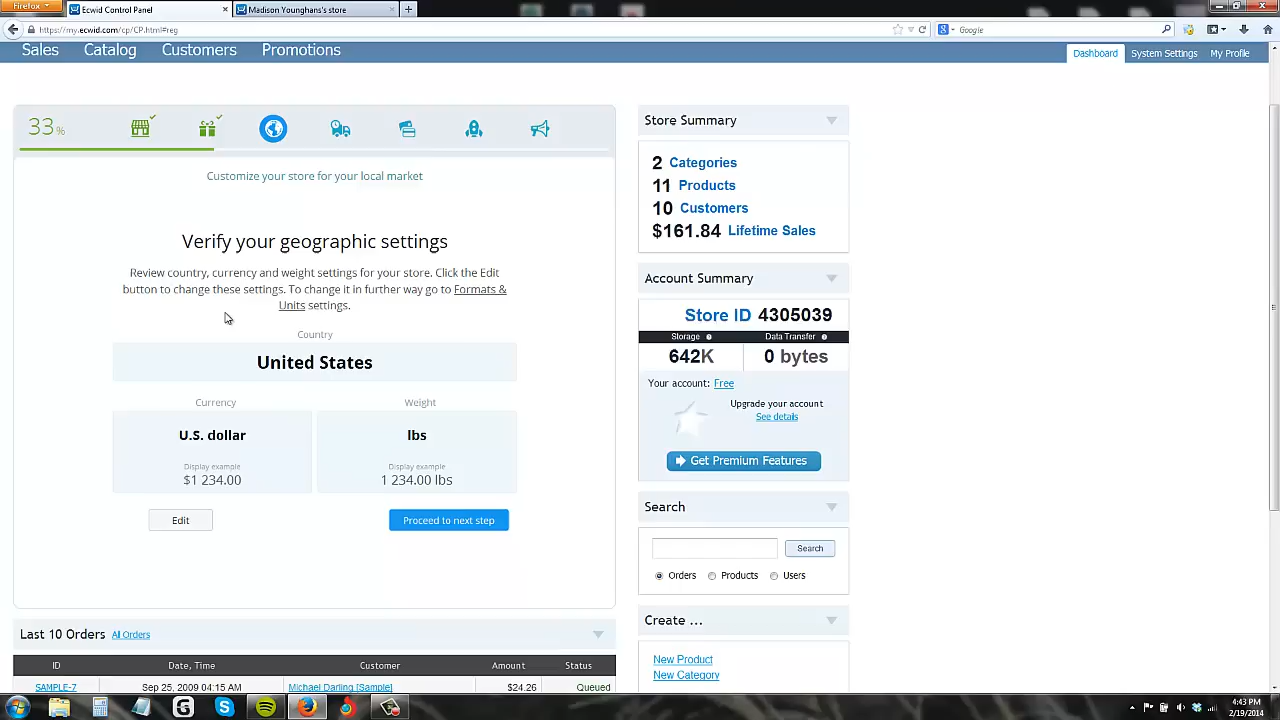 Firefox
Ecwid Control Panel
Madison Younghans's store
https://my.ecwid.com/cp/CP.html#reg
Google
Sales
Catalog
Customers
Promotions
Dashboard
System Settings
My Profile
33%
Customize your store for your local market
Verify your geographic settings
Review country, currency and weight settings for your store. Click the Edit
button to change these settings. To change it in further way go to Formats &
Units settings.
Country
United States
Currency
Weight
U.S. dollar
lbs
Display example
Display example
$1 234.00
1 234.00 lbs
Edit
Proceed to next step
Last 10 Orders All Orders
ID Date, Time Customer Amount Status
SAMPLE-7 Sep 25, 2009 04:15 AM Michael Darling [Sample] $24.26 Queued
Store Summary
2 Categories
11 Products
10 Customers
$161.84 Lifetime Sales
Account Summary
Store ID 4305039
Storage Data Transfer
642K 0 bytes
Your account: Free
Upgrade your account
See details
Get Premium Features
Search
Search
Orders Products Users
Create ...
New Product
New Category
4:43 PM
2/19/2014